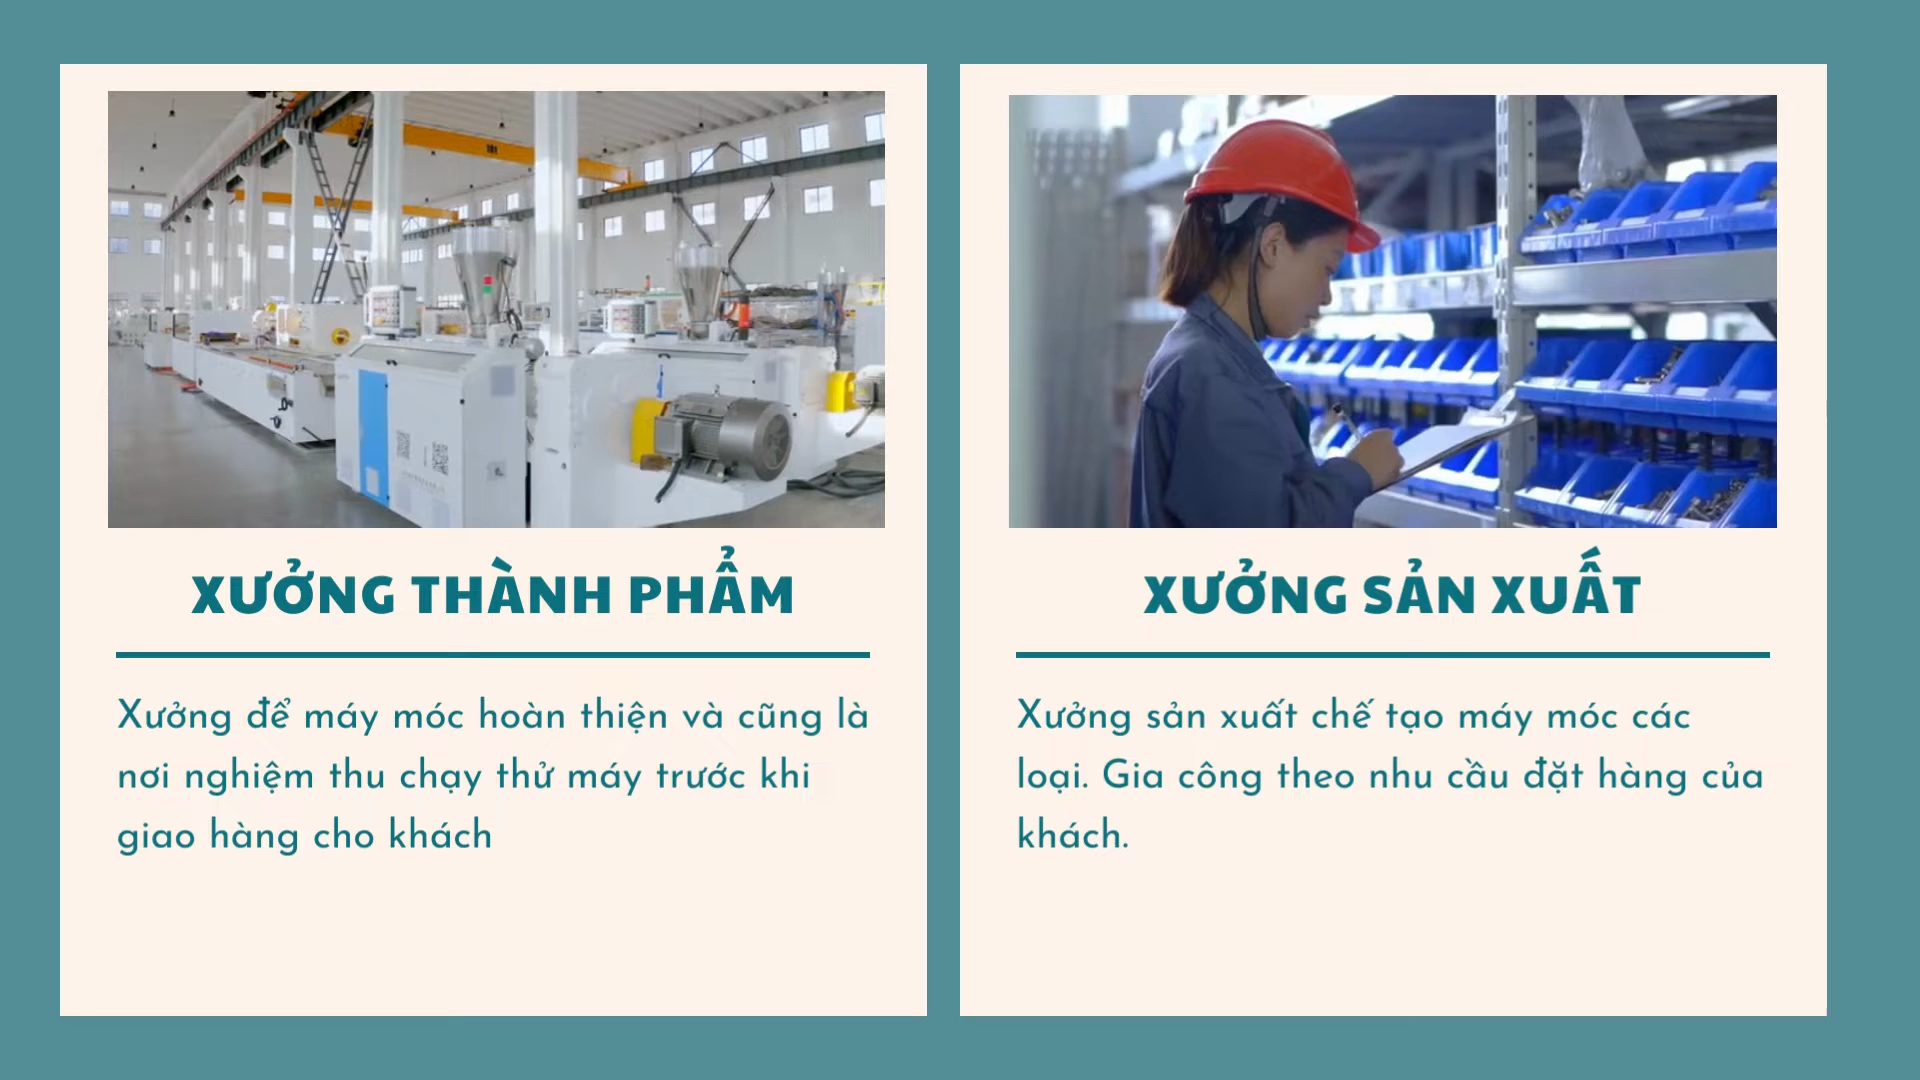 XƯỞNG THÀNH PHẨM
Xưởng để máy móc hoàn thiện và cũng là
nơi nghiệm thu chạy thử máy trước khi
giao hàng cho khách
XƯỞNG SẢN XUẤT
Xưởng sản xuất chế tạo máy móc các
loại. Gia công theo nhu cầu đặt hàng của
khách.